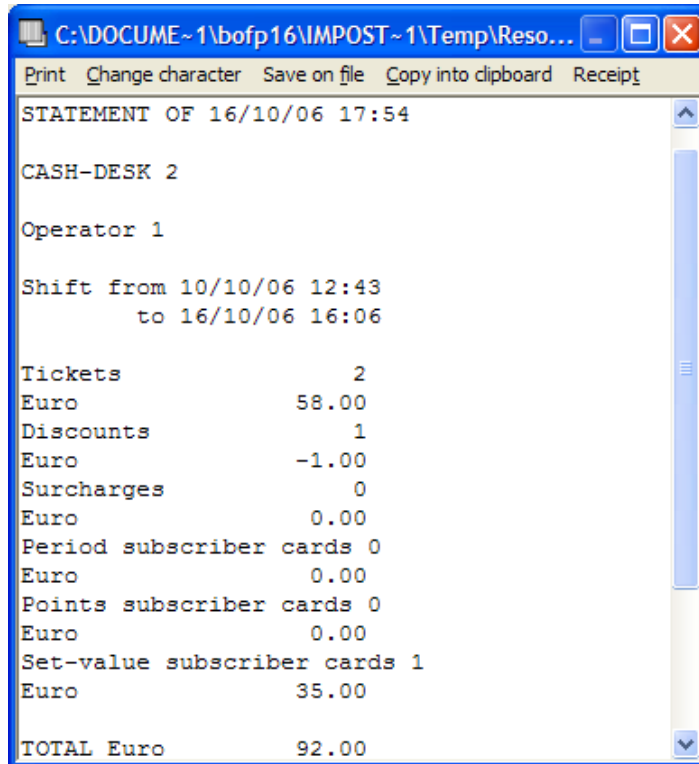 C:\DOCUME~1\bofp16\IMPOST~1\Temp\Reso...
Print Change character Save on file Copy into clipboard Receipt
STATEMENT OF 16/10/06 17:54
CASH-DESK 2
Operator 1
Shift from 10/10/06 12:43
to 16/10/06 16:06
Tickets 2
Euro 58.00
Discounts 1
Euro -1.00
Surcharges 0
Euro 0.00
Period subscriber cards 0
Euro 0.00
Points subscriber cards 0
Euro 0.00
Set-value subscriber cards 1
Euro 35.00
TOTAL Euro 92.00